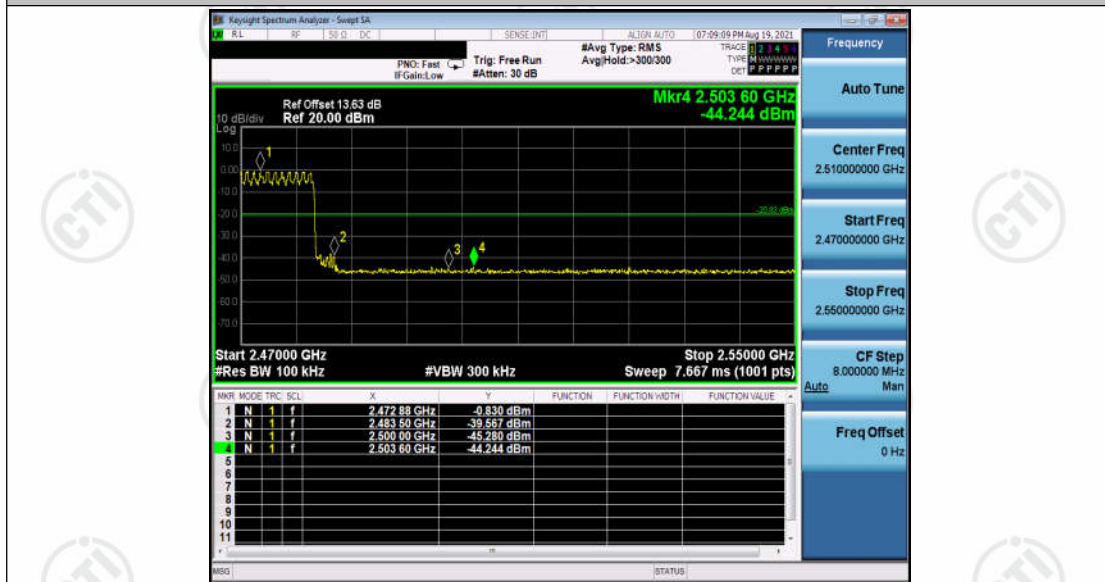 Keysight Spectrum Analyzer - Swept SA
RL RF 50 Ω DC SENSE:INT ALIGN AUTO 07:09:09 PM Aug 19, 2021
#Avg Type: RMS TRACE 1 2 3 4 5 6
PNO: Fast Trig: Free Run Avg|Hold:>300/300 TYPE M WWWWW
IFGain:Low #Atten: 30 dB DET P P P P P P
Mkr4 2.503 60 GHz
Ref Offset 13.63 dB
10 dB/div Ref 20.00 dBm -44.244 dBm
Log
10.0
1
0.00
-10.0
-20.0
-30.0
2
3 4
-40.0
-50.0
-60.0
-70.0
Start 2.47000 GHz Stop 2.55000 GHz
#Res BW 100 kHz #VBW 300 kHz Sweep 7.667 ms (1001 pts)
MKR MODE TRC SCL X Y FUNCTION FUNCTION WIDTH FUNCTION VALUE
1 N 1 f 2.472 88 GHz -0.830 dBm
2 N 1 f 2.483 50 GHz -39.567 dBm
3 N 1 f 2.500 00 GHz -45.280 dBm
4 N 1 f 2.503 60 GHz -44.244 dBm
5
6
7
8
9
10
11
MSG STATUS
Frequency
Auto Tune
Center Freq
2.510000000 GHz
Start Freq
2.470000000 GHz
Stop Freq
2.550000000 GHz
CF Step
8.000000 MHz
Auto Man
Freq Offset
0 Hz
CTI
CTI